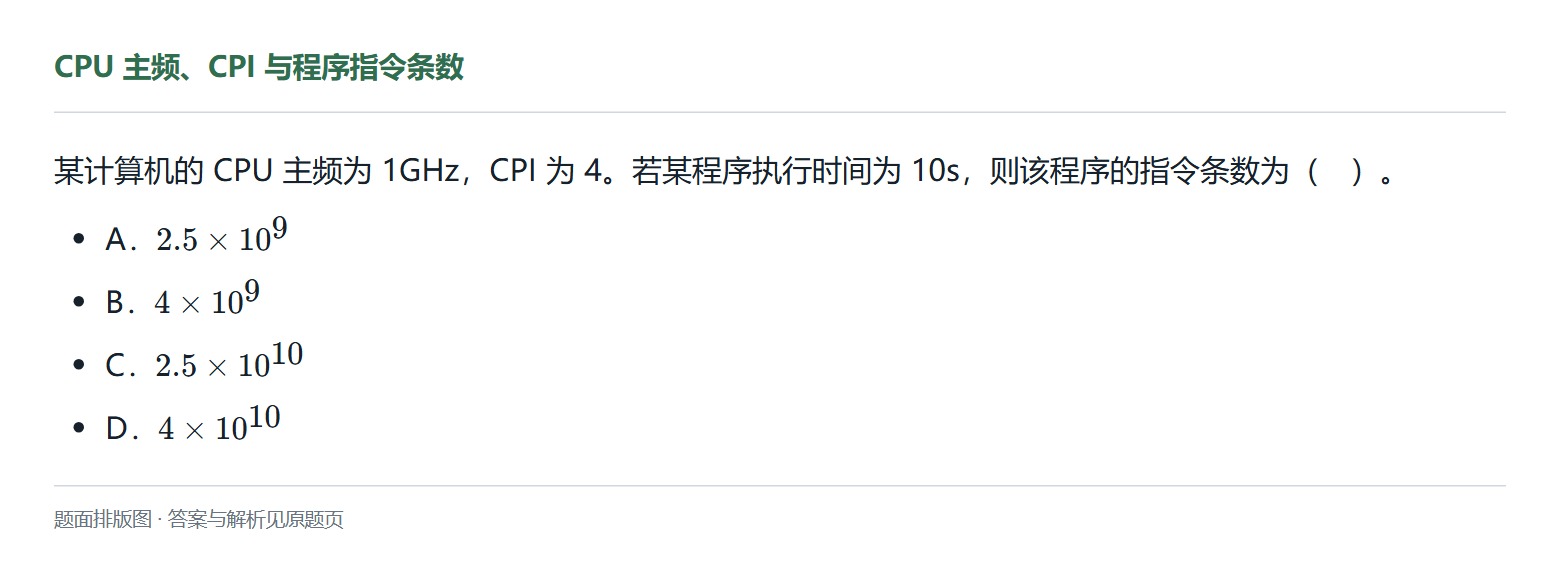 CPU 主频、CPI 与程序指令条数
某计算机的 CPU 主频为 1GHz，CPI 为 4。若某程序执行时间为 10s，则该程序的指令条数为（　）。
• A．2.5 × 10^9
• B．4 × 10^9
• C．2.5 × 10^10
• D．4 × 10^10
题面排版图 · 答案与解析见原题页